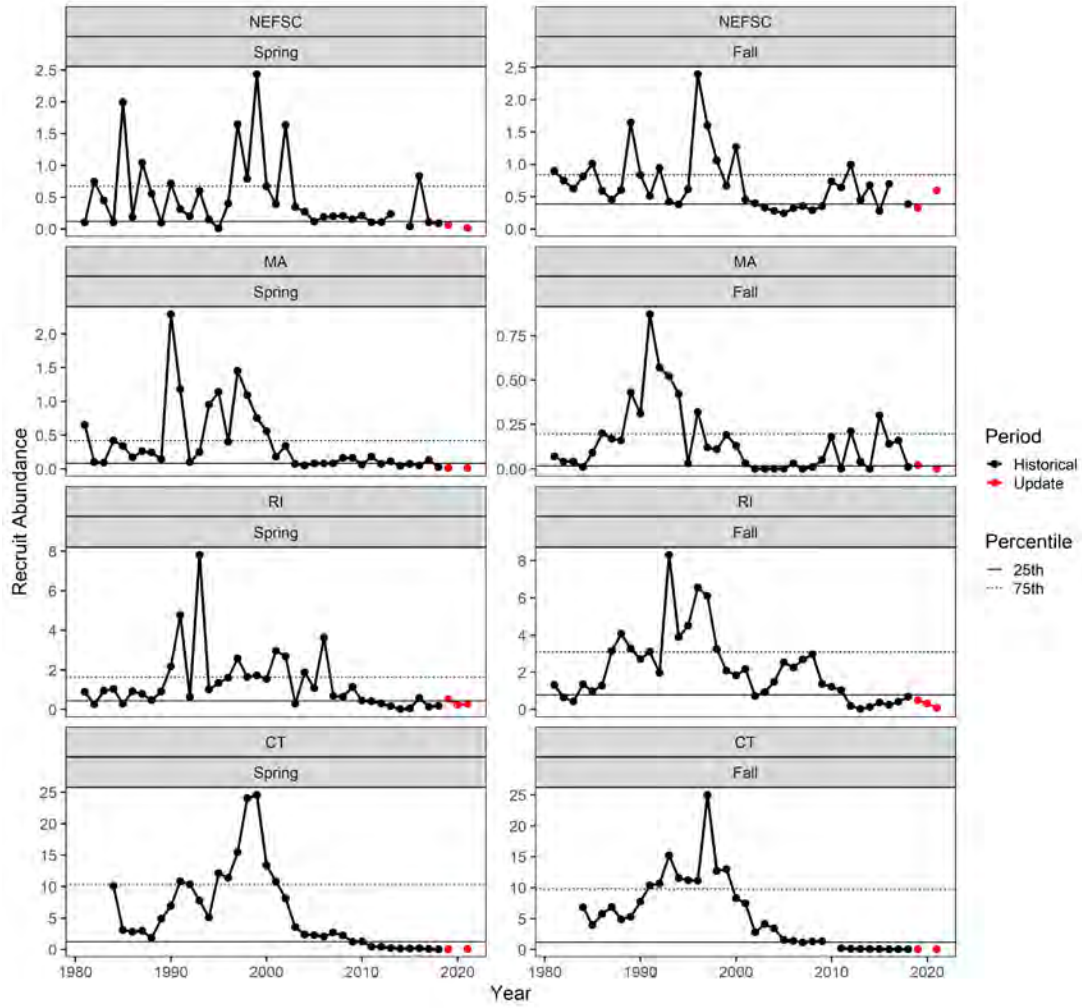 NEFSC
NEFSC
Spring
Fall
2.5
2.0
1.5
1.0
0.5
0.0
2.5
2.0
1.5
1.0
0.5
0.0
MA
MA
Spring
Fall
2.0
1.5
1.0
0.5
0.0
0.75
0.50
0.25
0.00
RI
RI
Spring
Fall
8
6
4
2
0
8
6
4
2
0
CT
CT
Spring
Fall
25
20
15
10
5
0
25
20
15
10
5
0
1980 1990 2000 2010 2020
1980 1990 2000 2010 2020
Recruit Abundance
Year
Period
Historical
Update
Percentile
25th
75th